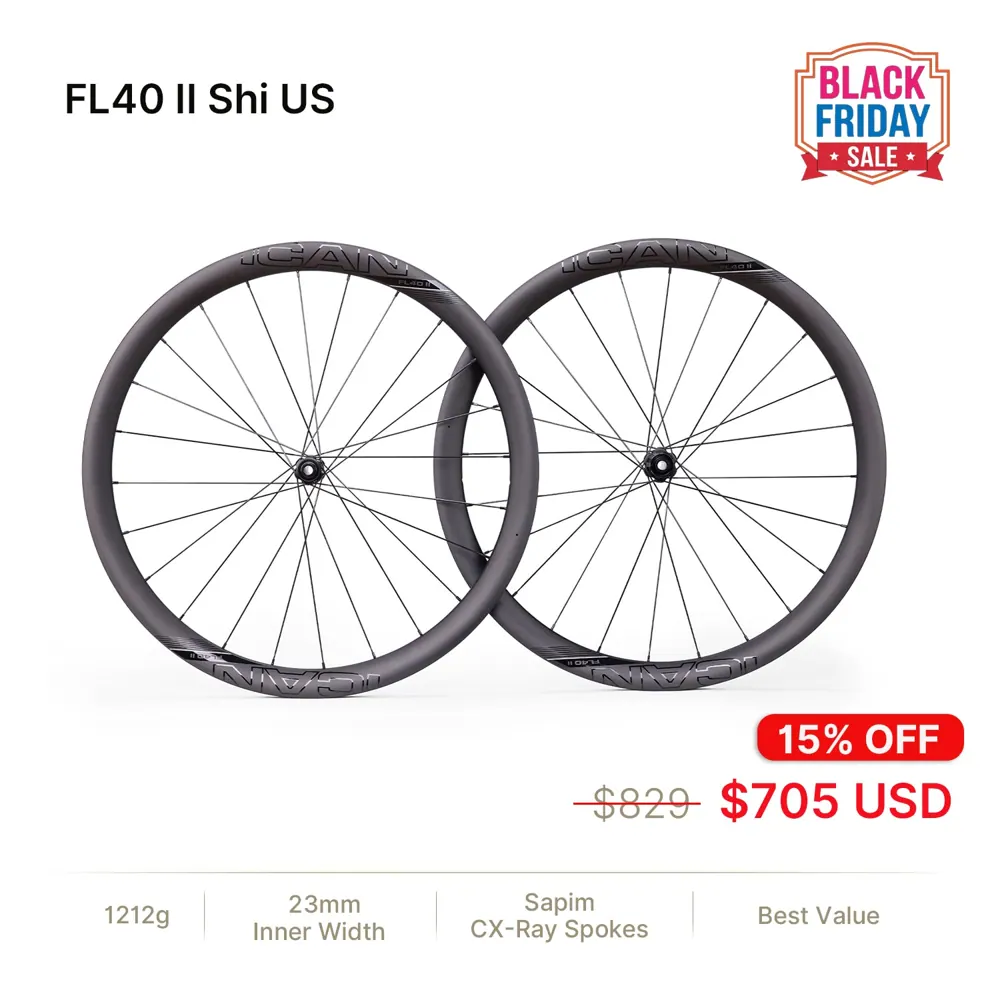 FL40 II Shi US
BLACK
FRIDAY
SALE
iCAN
FL40 II
iCAN
FL40 II
FL40 II
iCAN
FL40 II
iCAN
15% OFF
$829 $705 USD
1212g
23mm
Inner Width
Sapim
CX-Ray Spokes
Best Value